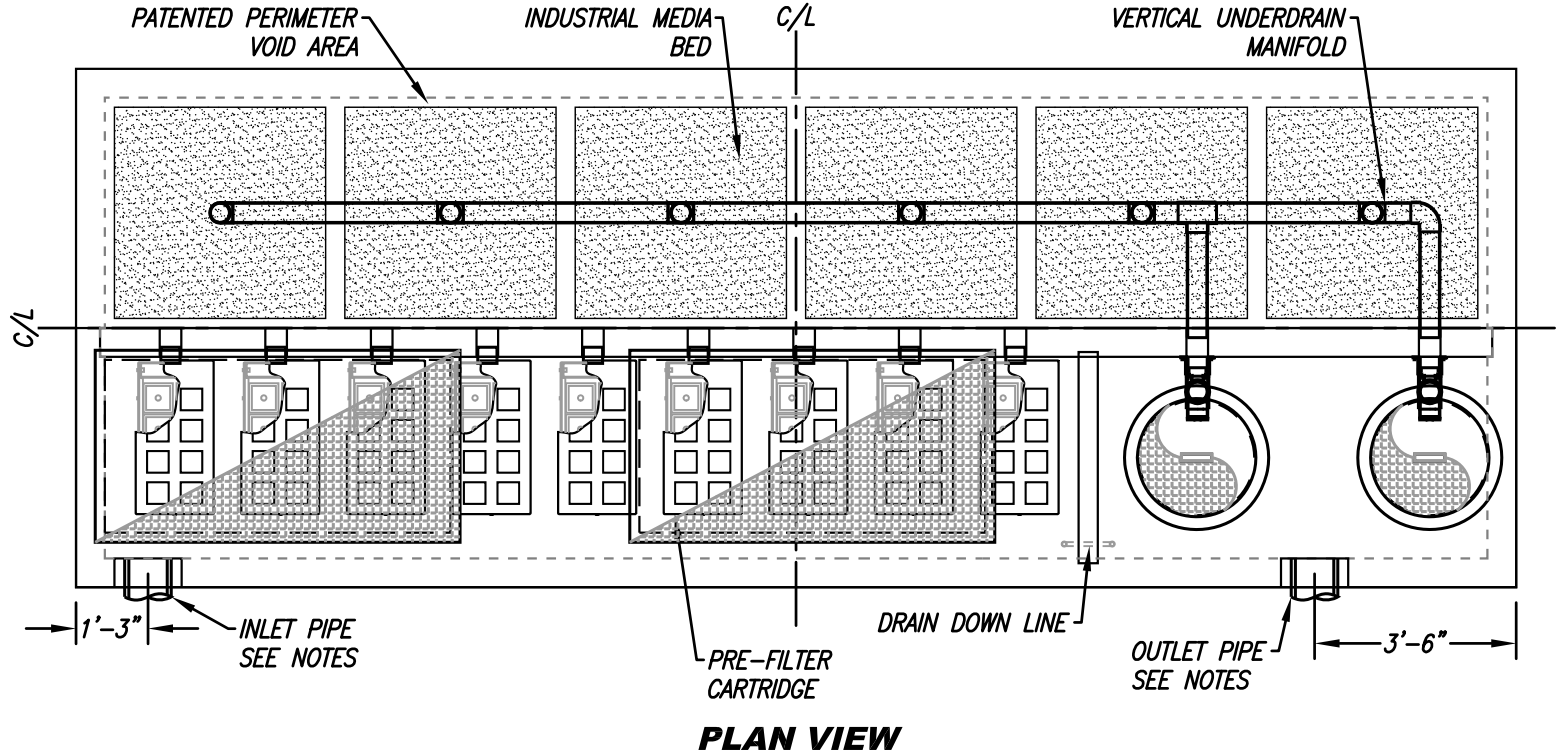 PATENTED PERIMETER
VOID AREA
INDUSTRIAL MEDIA
BED
C/L
VERTICAL UNDERDRAIN
MANIFOLD
C/L
1'-3"
INLET PIPE
SEE NOTES
PRE-FILTER
CARTRIDGE
DRAIN DOWN LINE
OUTLET PIPE
SEE NOTES
3'-6"
PLAN VIEW